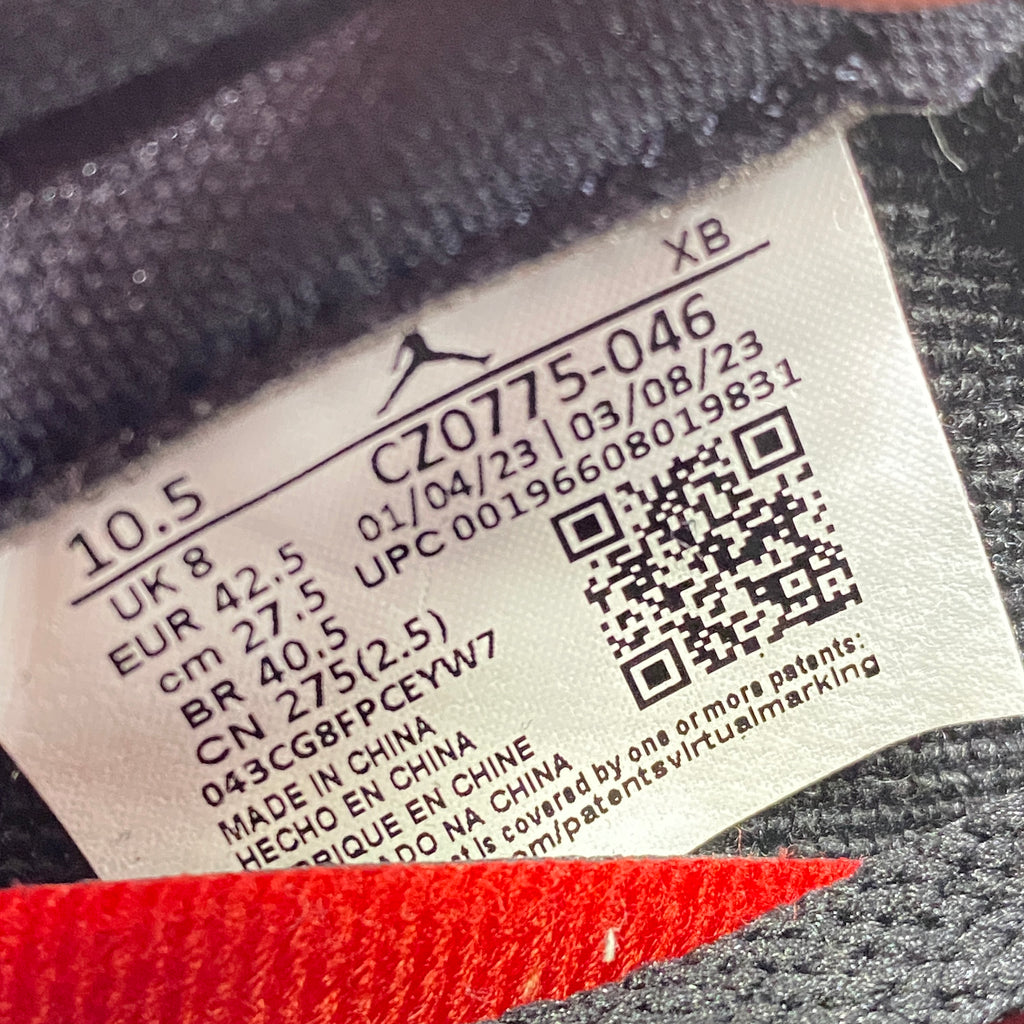 10.5 XB
UK 8
EUR 42.5
cm 27.5
BR 40.5
CN 275(2.5)
CZ0775-046
01/04/23 | 03/08/23
UPC 00196608019831
043CG8FPCEYW7
MADE IN CHINA
HECHO EN CHINA
RIQUE EN CHINE
DO NA CHINA
is covered by one or more patents:
om/patentsvirtualmarking